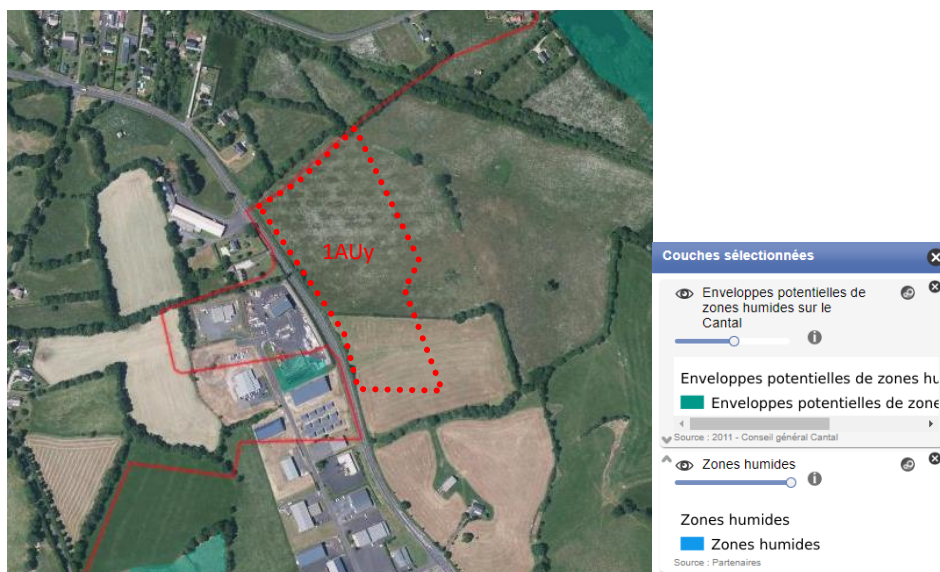 1AUy
Couches sélectionnées
Enveloppes potentielles de
zones humides sur le
Cantal
Enveloppes potentielles de zones hu
Enveloppes potentielles de zone
Source : 2011 - Conseil général Cantal
Zones humides
Zones humides
Zones humides
Source : Partenaires